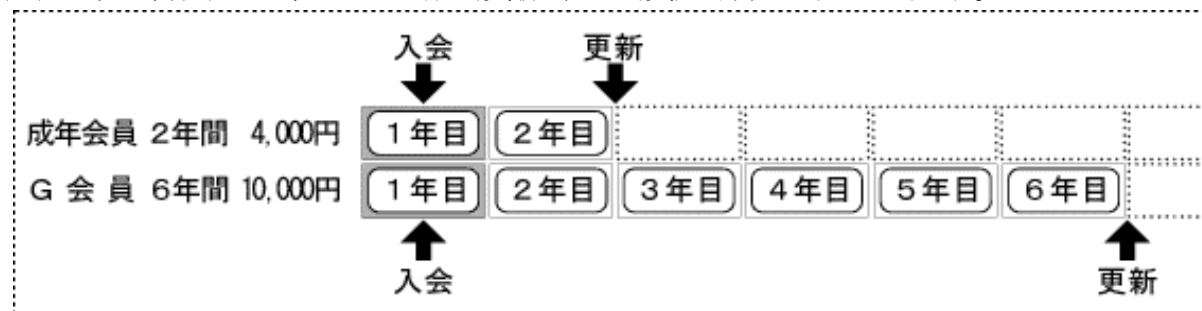 入会 更新
成年会員 2年間 4,000円 1年目 2年目
G会員 6年間 10,000円 1年目 2年目 3年目 4年目 5年目 6年目
入会 更新